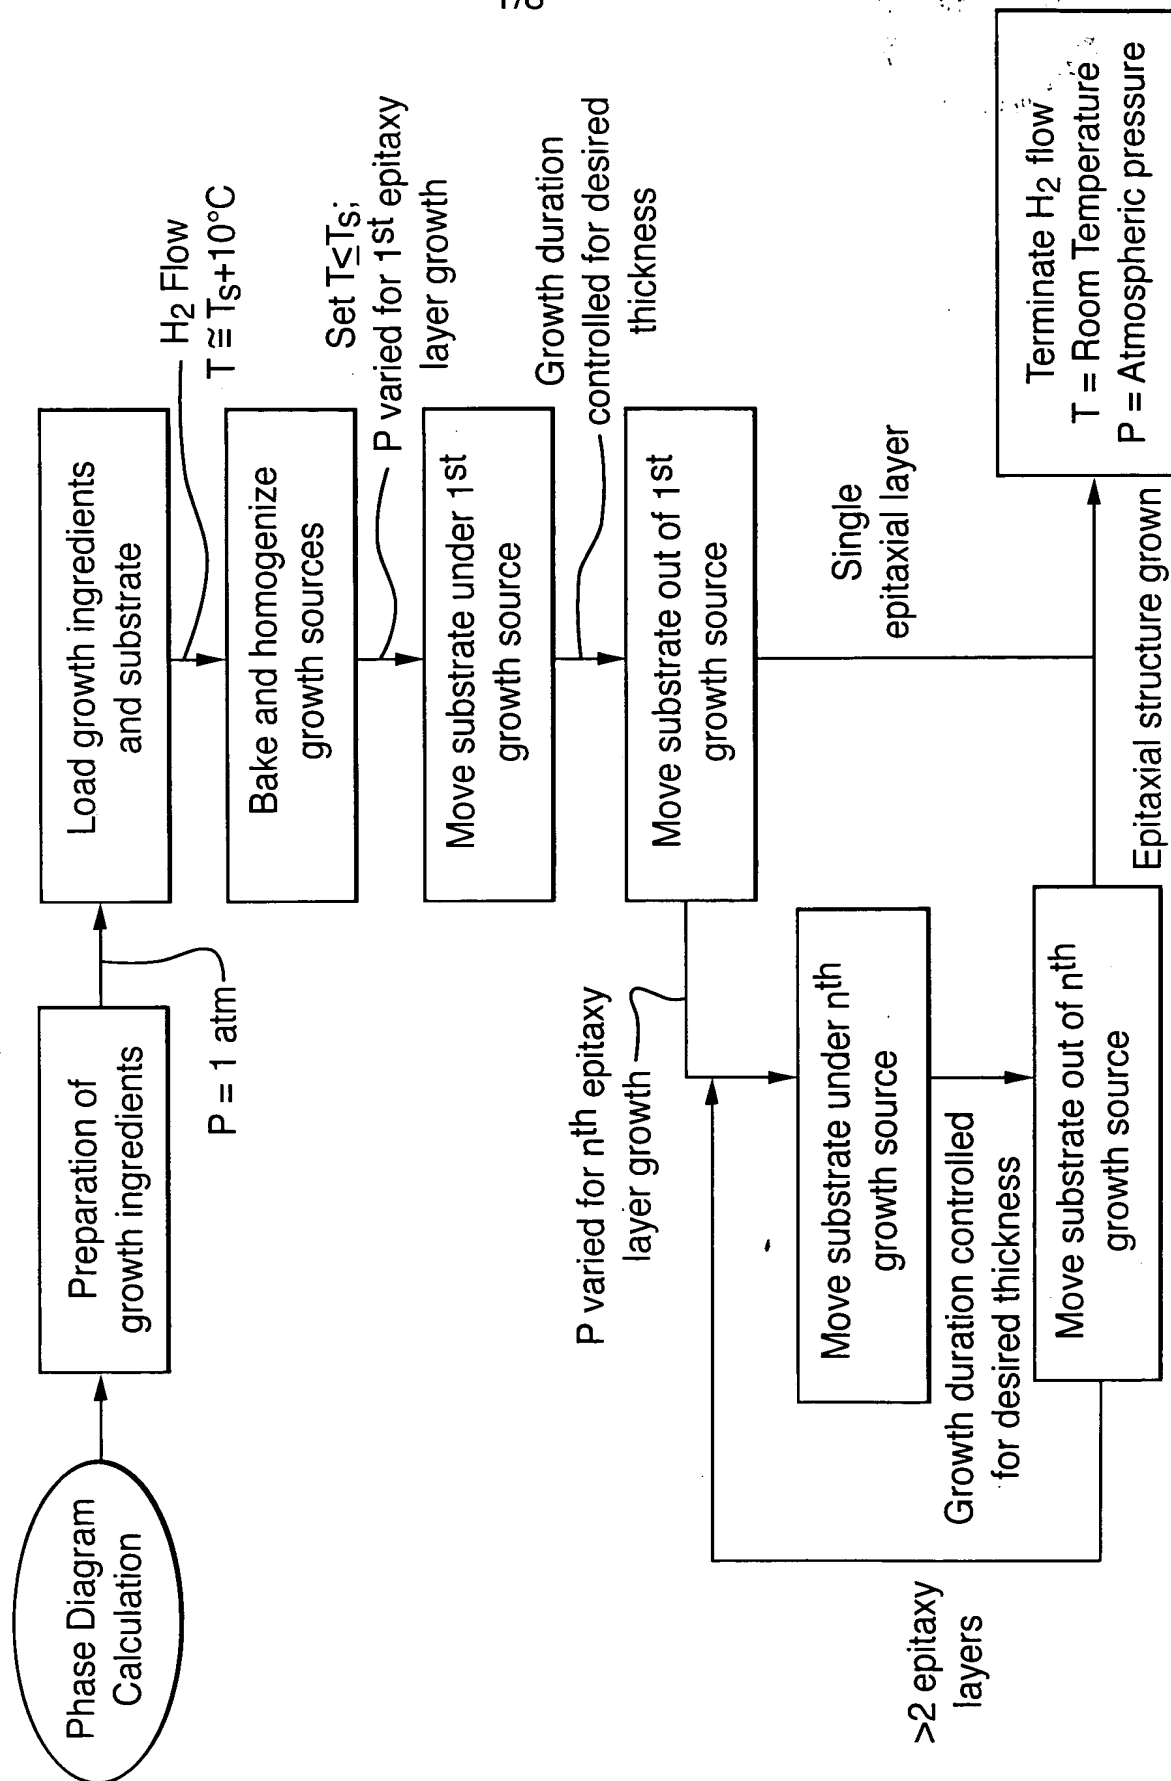 1/8
Phase Diagram
Calculation
Preparation of
growth ingredients
P = 1 atm
Load growth ingredients
and substrate
H2 Flow
T ≅ Ts+10°C
Bake and homogenize
growth sources
Set T≤Ts;
P varied for 1st epitaxy
layer growth
Move substrate under 1st
growth source
Growth duration
controlled for desired
thickness
Move substrate out of 1st
growth source
Single
epitaxial layer
P varied for nth epitaxy
layer growth
Move substrate under nth
growth source
Growth duration controlled
for desired thickness
Move substrate out of nth
growth source
>2 epitaxy
layers
Epitaxial structure grown
Terminate H2 flow
T = Room Temperature
P = Atmospheric pressure